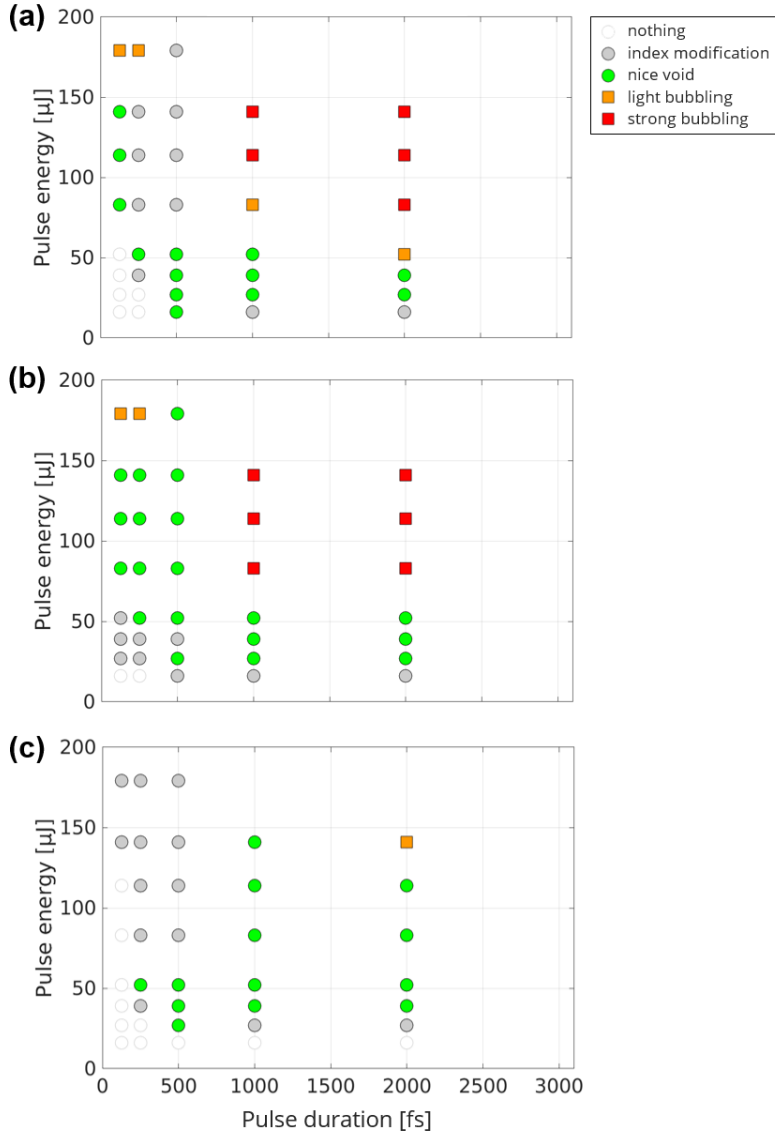 (a)
200
150
100
50
0
Pulse energy [µJ]
nothing
index modification
nice void
light bubbling
strong bubbling
(b)
200
150
100
50
0
Pulse energy [µJ]
(c)
200
150
100
50
0
Pulse energy [µJ]
0 500 1000 1500 2000 2500 3000
Pulse duration [fs]